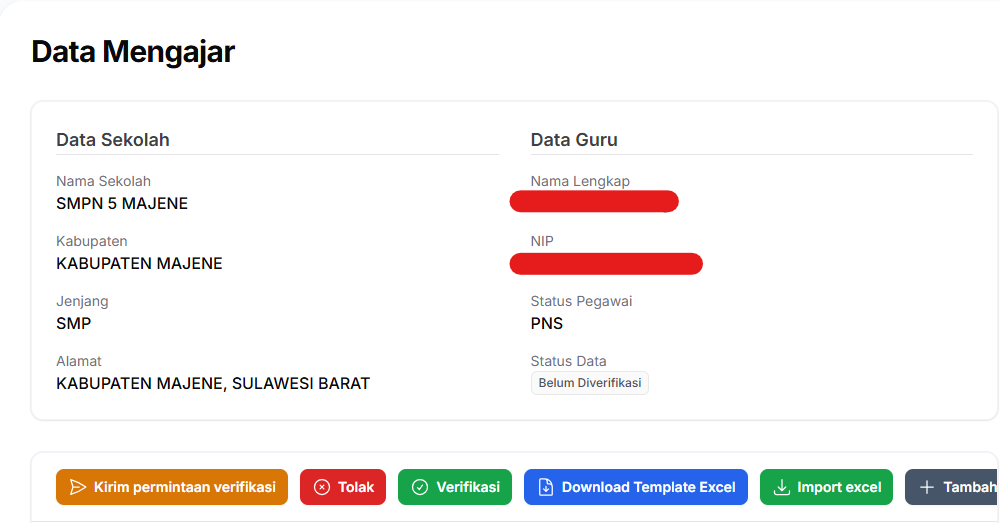 Data Mengajar
Data Sekolah
Nama Sekolah
SMPN 5 MAJENE
Kabupaten
KABUPATEN MAJENE
Jenjang
SMP
Alamat
KABUPATEN MAJENE, SULAWESI BARAT
Data Guru
Nama Lengkap
NIP
Status Pegawai
PNS
Status Data
Belum Diverifikasi
Kirim permintaan verifikasi
Tolak
Verifikasi
Download Template Excel
Import excel
Tambah